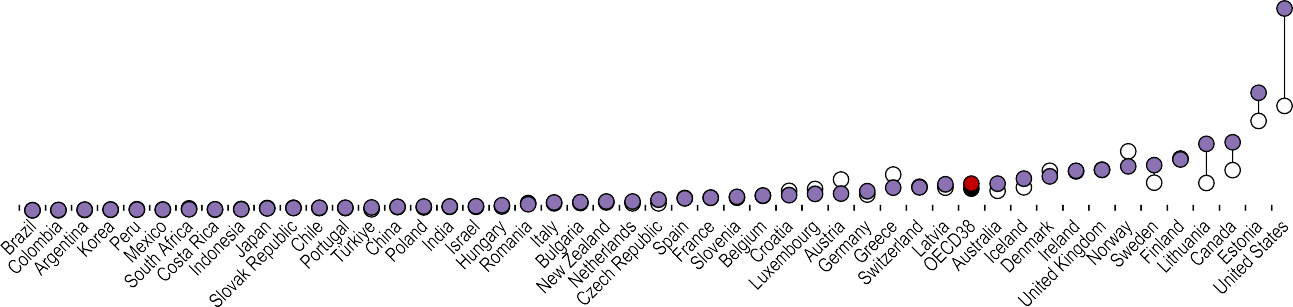 Brazil
Colombia
Argentina
Korea
Peru
Mexico
South Africa
Costa Rica
Indonesia
Japan
Slovak Republic
Chile
Portugal
Türkiye
China
Poland
India
Israel
Hungary
Romania
Italy
Bulgaria
New Zealand
Netherlands
Czech Republic
Spain
France
Slovenia
Belgium
Croatia
Luxembourg
Austria
Germany
Greece
Switzerland
Latvia
OECD38
Australia
Iceland
Denmark
Ireland
United Kingdom
Norway
Sweden
Finland
Lithuania
Canada
Estonia
United States